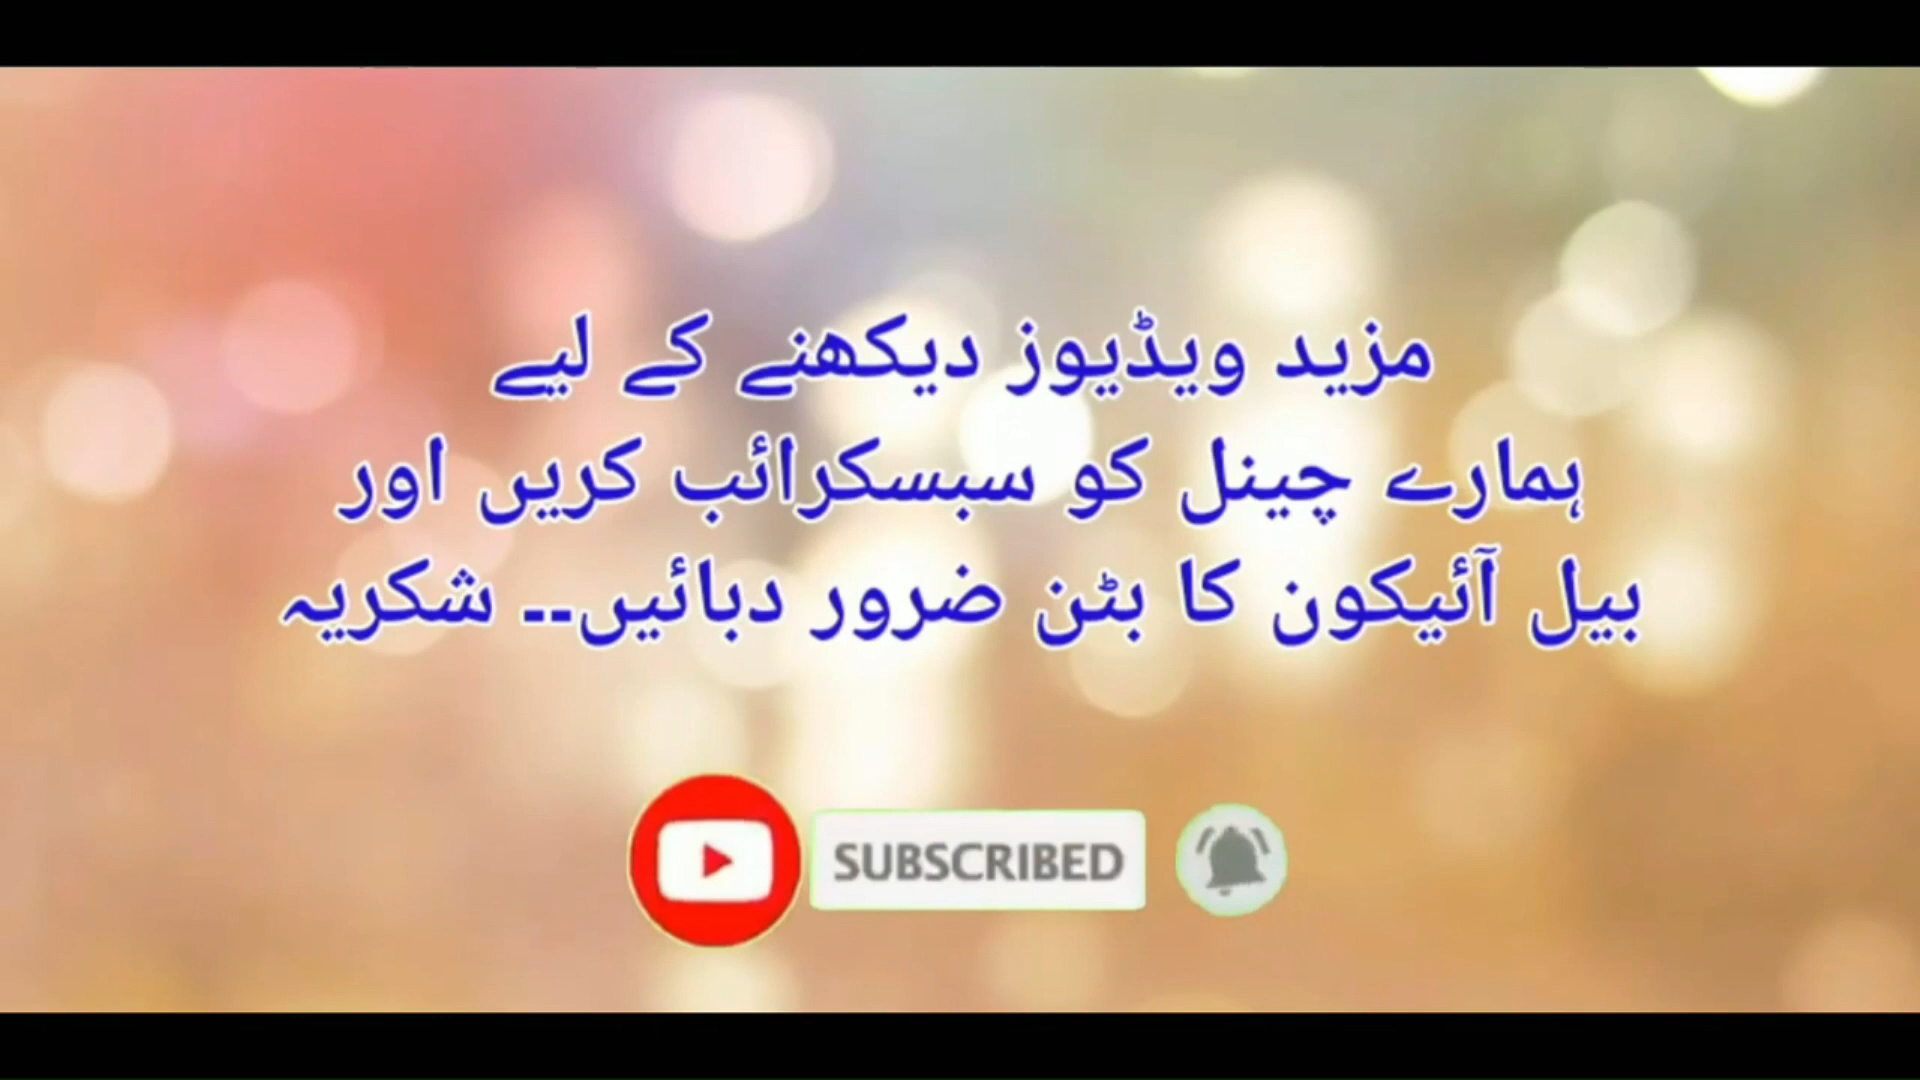 مزید ویڈیوز دیکھنے کے لیے
ہمارے چینل کو سبسکرائب کریں اور
بیل آئیکون کا بٹن ضرور دبائیں-- شکریہ
SUBSCRIBED